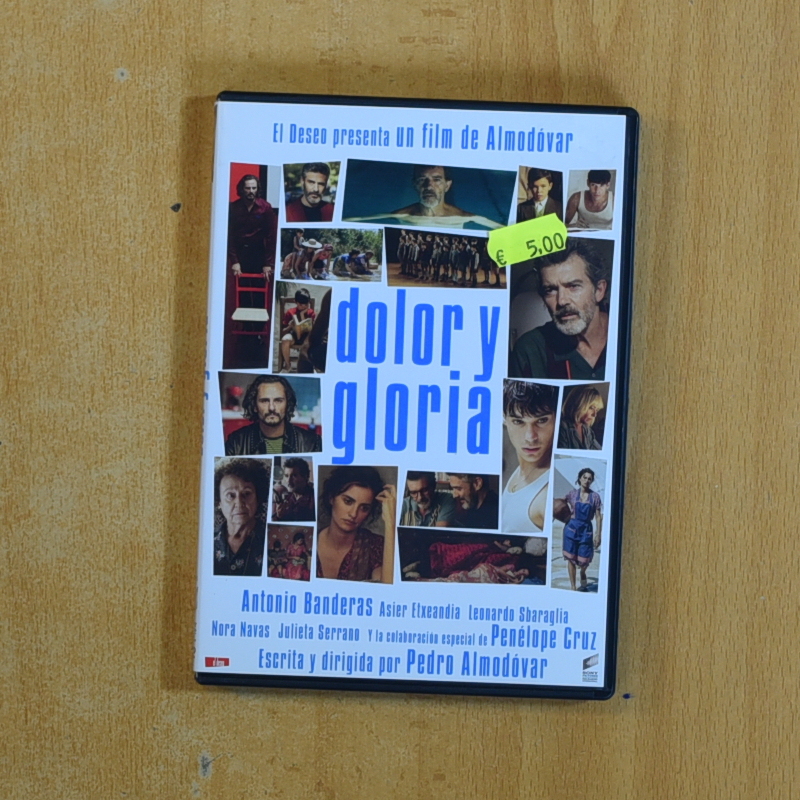 El Deseo presenta un film de Almodóvar
€ 5,00
dolor y
gloria
Antonio Banderas Asier Etxeandia Leonardo Sbaraglia
Nora Navas Julieta Serrano Y la colaboración especial de Penélope Cruz
Escrita y dirigida por Pedro Almodóvar
SONY